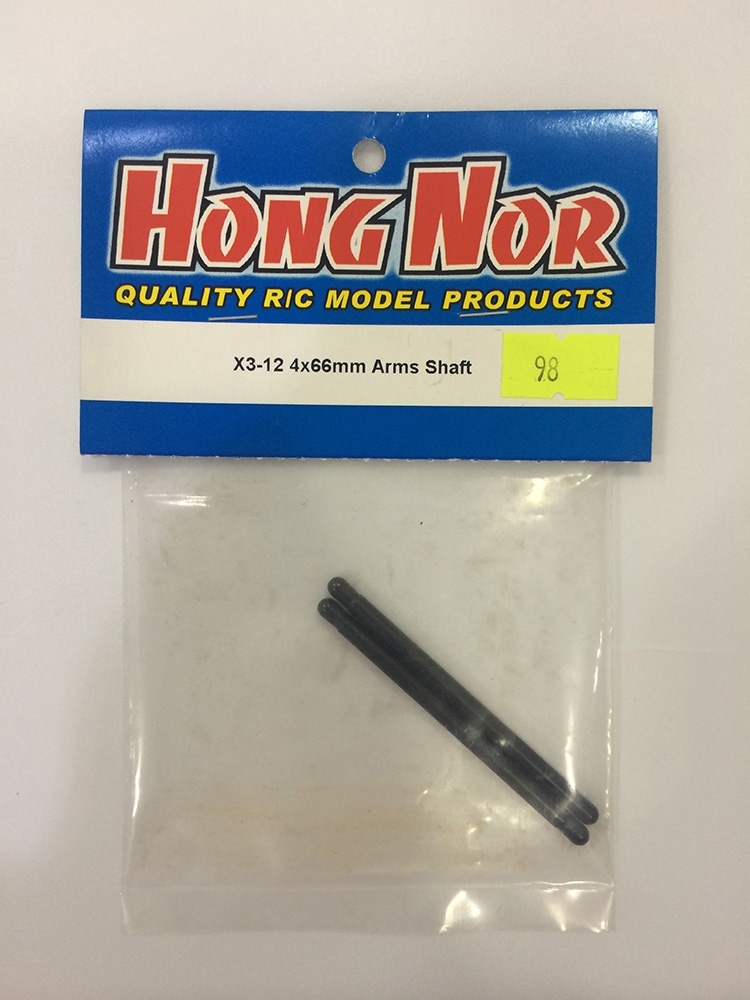 HONG NOR
QUALITY R/C MODEL PRODUCTS
X3-12 4x66mm Arms Shaft
98